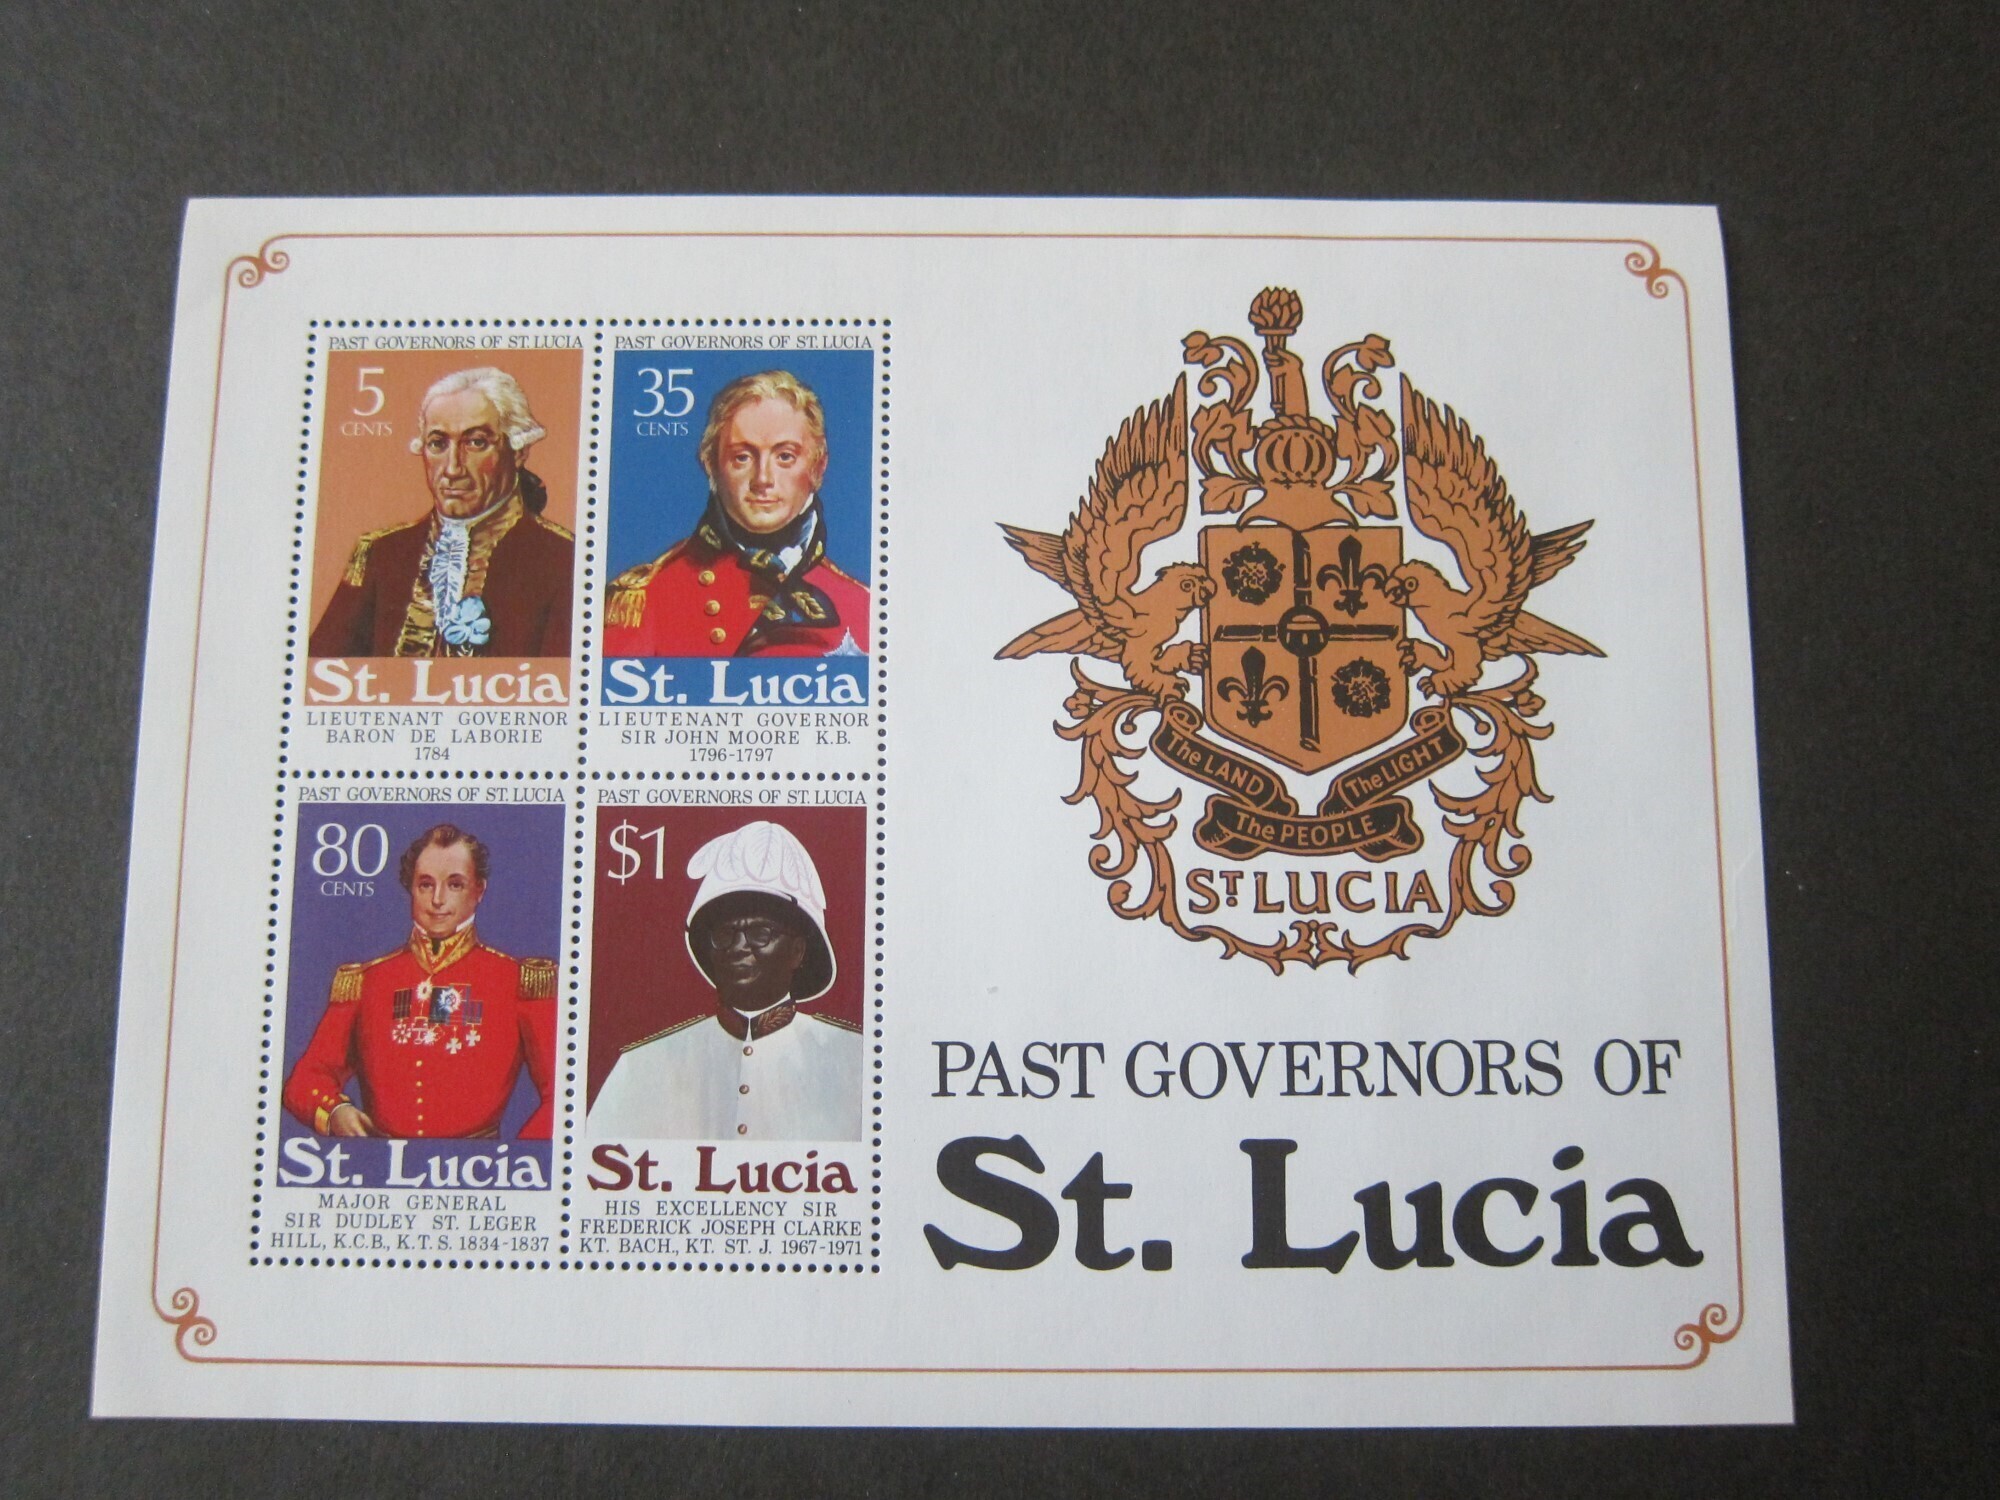 PAST GOVERNORS OF ST. LUCIA
5
CENTS
St. Lucia
LIEUTENANT GOVERNOR
BARON DE LABORIE
1784
PAST GOVERNORS OF ST. LUCIA
35
CENTS
St. Lucia
LIEUTENANT GOVERNOR
SIR JOHN MOORE K.B.
1796-1797
PAST GOVERNORS OF ST. LUCIA
80
CENTS
St. Lucia
MAJOR GENERAL
SIR DUDLEY ST. LEGER
HILL, K.C.B., K.T.S. 1834-1837
PAST GOVERNORS OF ST. LUCIA
$1
St. Lucia
HIS EXCELLENCY SIR
FREDERICK JOSEPH CLARKE
KT. BACH., KT. ST. J. 1967-1971
The LAND
The PEOPLE
The LIGHT
ST. LUCIA
PAST GOVERNORS OF
St. Lucia